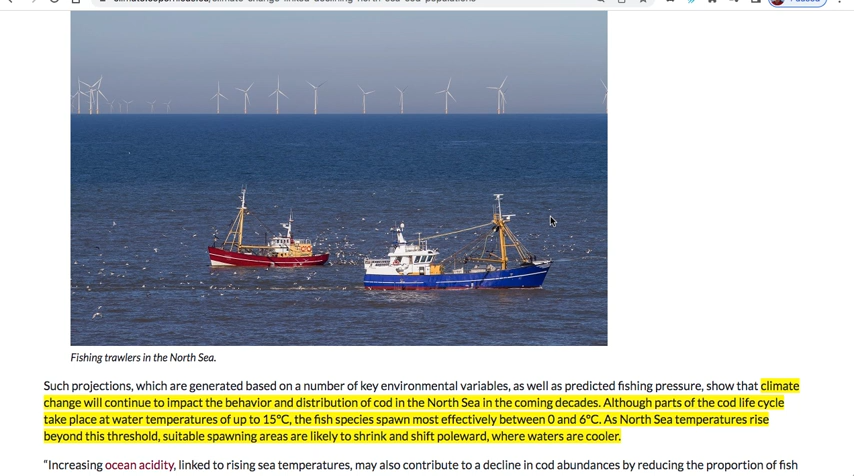 Fishing trawlers in the North Sea.
Such projections, which are generated based on a number of key environmental variables, as well as predicted fishing pressure, show that climate
change will continue to impact the behavior and distribution of cod in the North Sea in the coming decades. Although parts of the cod life cycle
take place at water temperatures of up to 15°C, the fish species spawn most effectively between 0 and 6°C. As North Sea temperatures rise
beyond this threshold, suitable spawning areas are likely to shrink and shift poleward, where waters are cooler.
“Increasing ocean acidity, linked to rising sea temperatures, may also contribute to a decline in cod abundances by reducing the proportion of fish